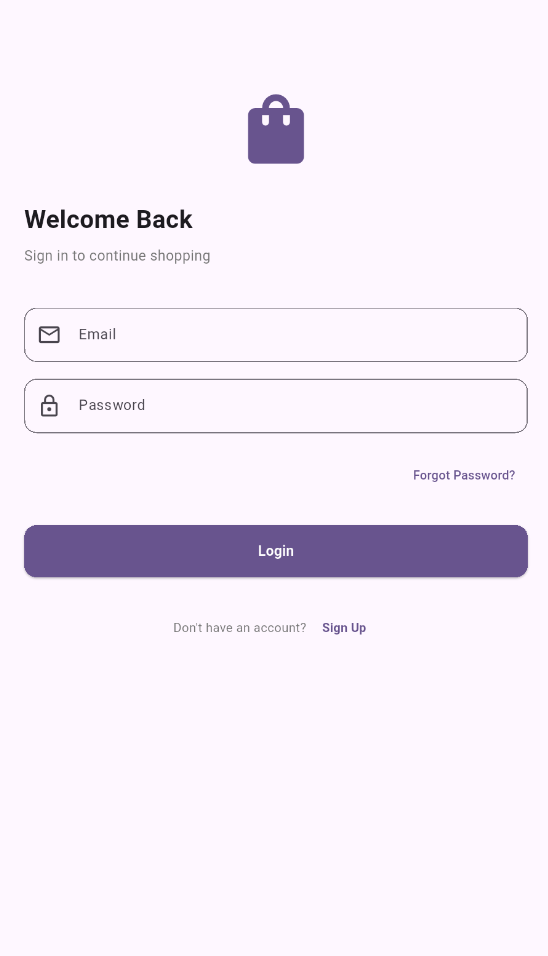 Welcome Back
Sign in to continue shopping
Email
Password
Forgot Password?
Login
Don't have an account? Sign Up